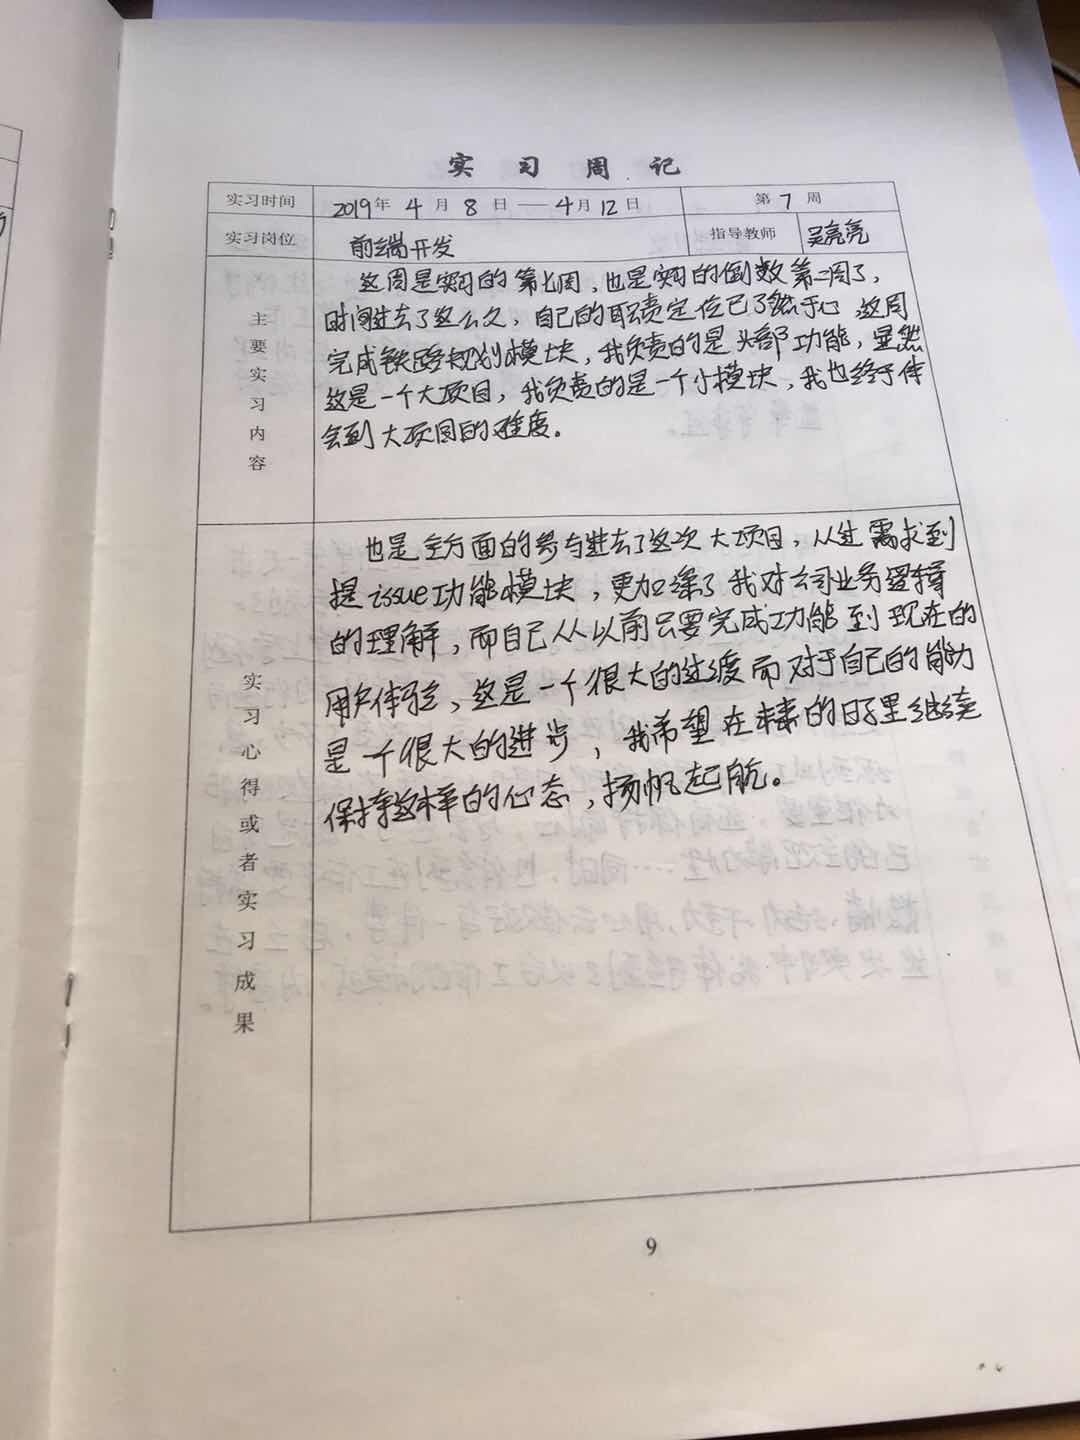 实 习 周 记
实习时间 2019年 4 月 8 日 — 4月 12 日 第 7 周
实习岗位 前端开发 指导教师 吴亮亮
主要实习内容
这周是实习的第七周，也是实习的倒数第二周了，
时间过去了这么久，自己的职责定位已了然于心，这周
完成铁路规划模块，我负责的是头部功能，显然
这是一个大项目，我负责的是一个小模块，我也终于体
会到大项目的难度。
实习心得或者实习成果
也是全方面的参与进去了这次大项目，从过需求到
提issue功能模块，更加深了我对公司业务逻辑
的理解，而自己从以前只要完成功能到现在的
用户体验，这是一个很大的过渡而对于自己的能力
是一个很大的进步，我希望在未来的日子里继续
保持这样的心态，扬帆起航。
9